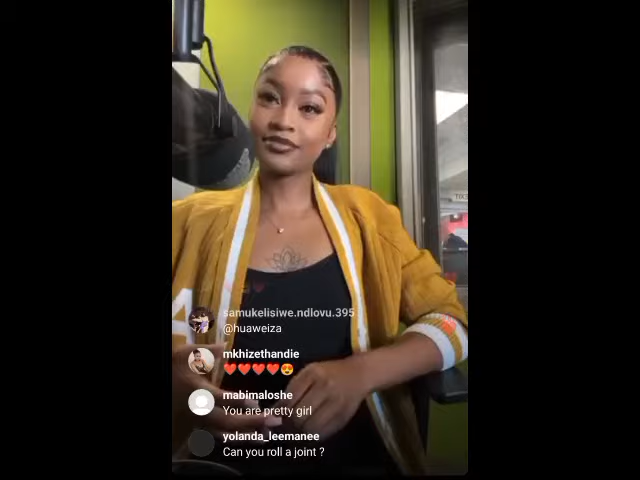 samukelisiwe.ndlovu.395
@huaweiza
mkhizethandie
❤️❤️❤️❤️😍
mabimaloshe
You are pretty girl
yolanda_leemanee
Can you roll a joint ?